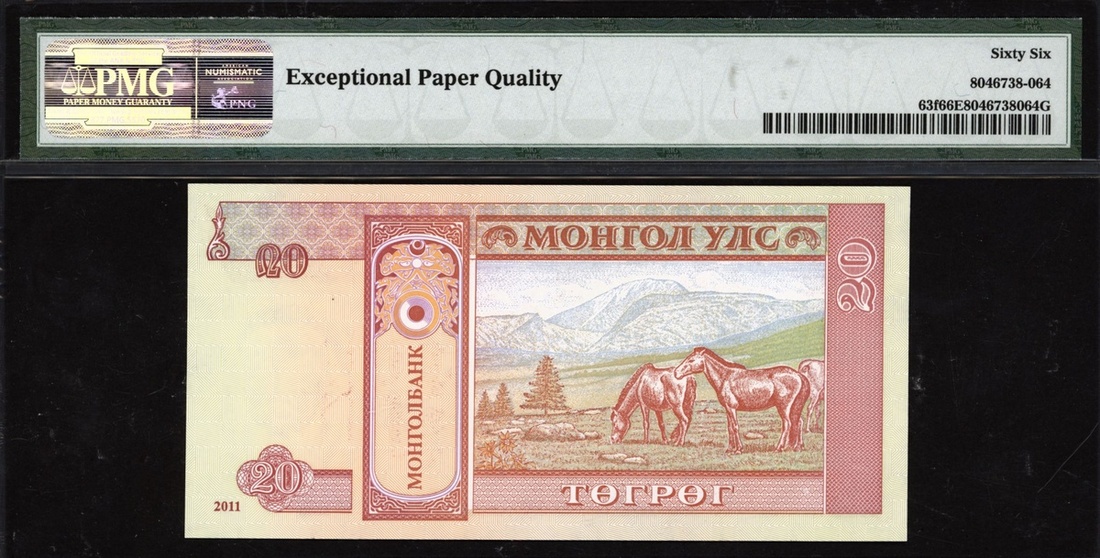 PMG
PAPER MONEY GUARANTY
AMERICAN
NUMISMATIC
ASSOCIATION
PNG
Exceptional Paper Quality
Sixty Six
8046738-064
63f66E8046738064G
20
МОНГОЛ УЛС
20
МОНГОЛБАНК
20
2011
ТӨГРӨГ